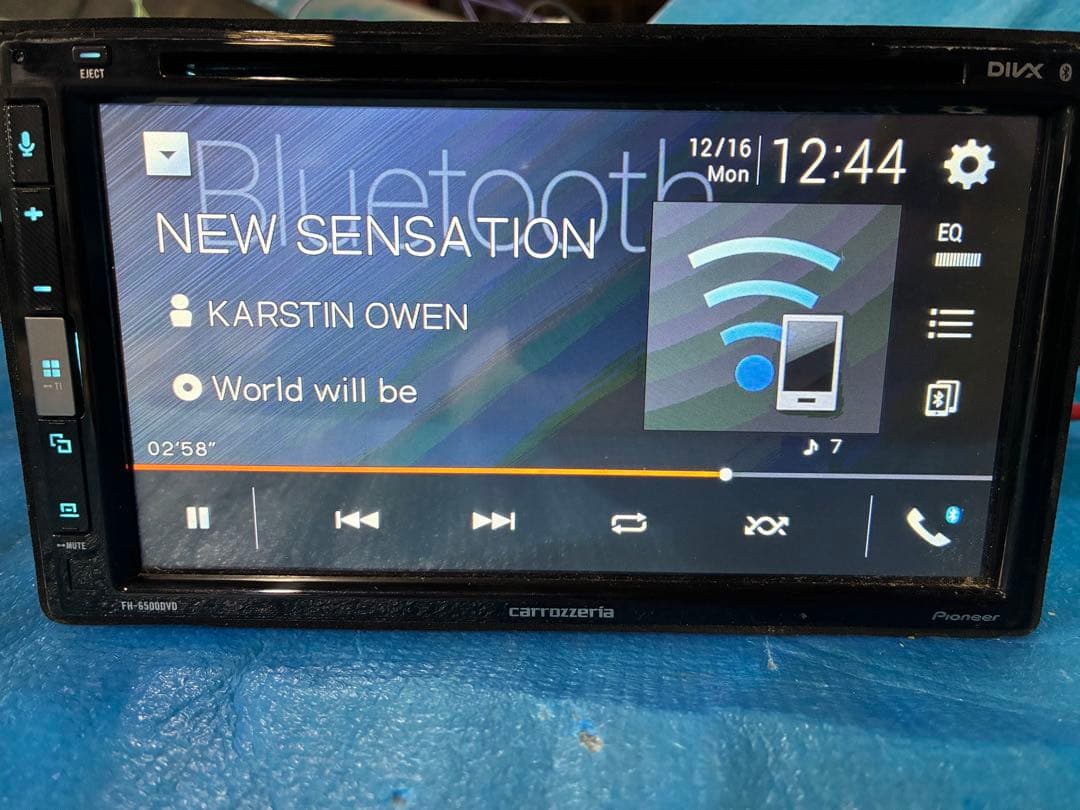 EJECT
DIVX
Bluetooth
12/16
Mon
12:44
NEW SENSATION
EQ
KARSTIN OWEN
World will be
02'58"
7
MUTE
FH-6500DVD
carrozzeria
Pioneer